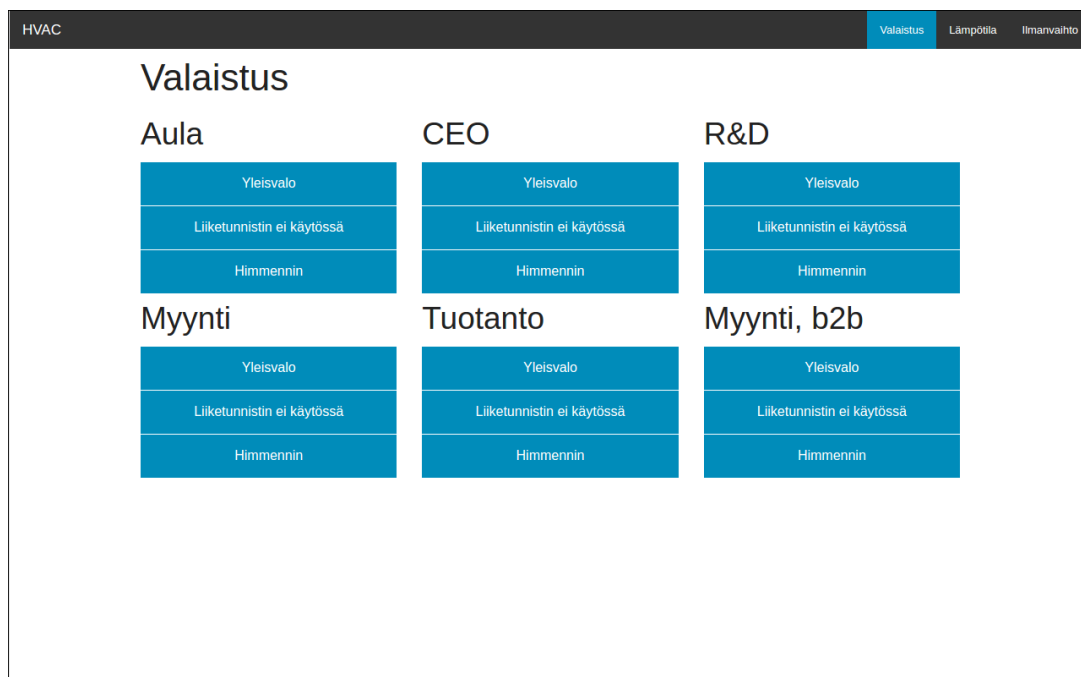 HVAC Valaistus Lämpötila Ilmanvaihto
Valaistus
Aula CEO R&D
Yleisvalo Yleisvalo Yleisvalo
Liiketunnistin ei käytössä Liiketunnistin ei käytössä Liiketunnistin ei käytössä
Himmennin Himmennin Himmennin
Myynti Tuotanto Myynti, b2b
Yleisvalo Yleisvalo Yleisvalo
Liiketunnistin ei käytössä Liiketunnistin ei käytössä Liiketunnistin ei käytössä
Himmennin Himmennin Himmennin